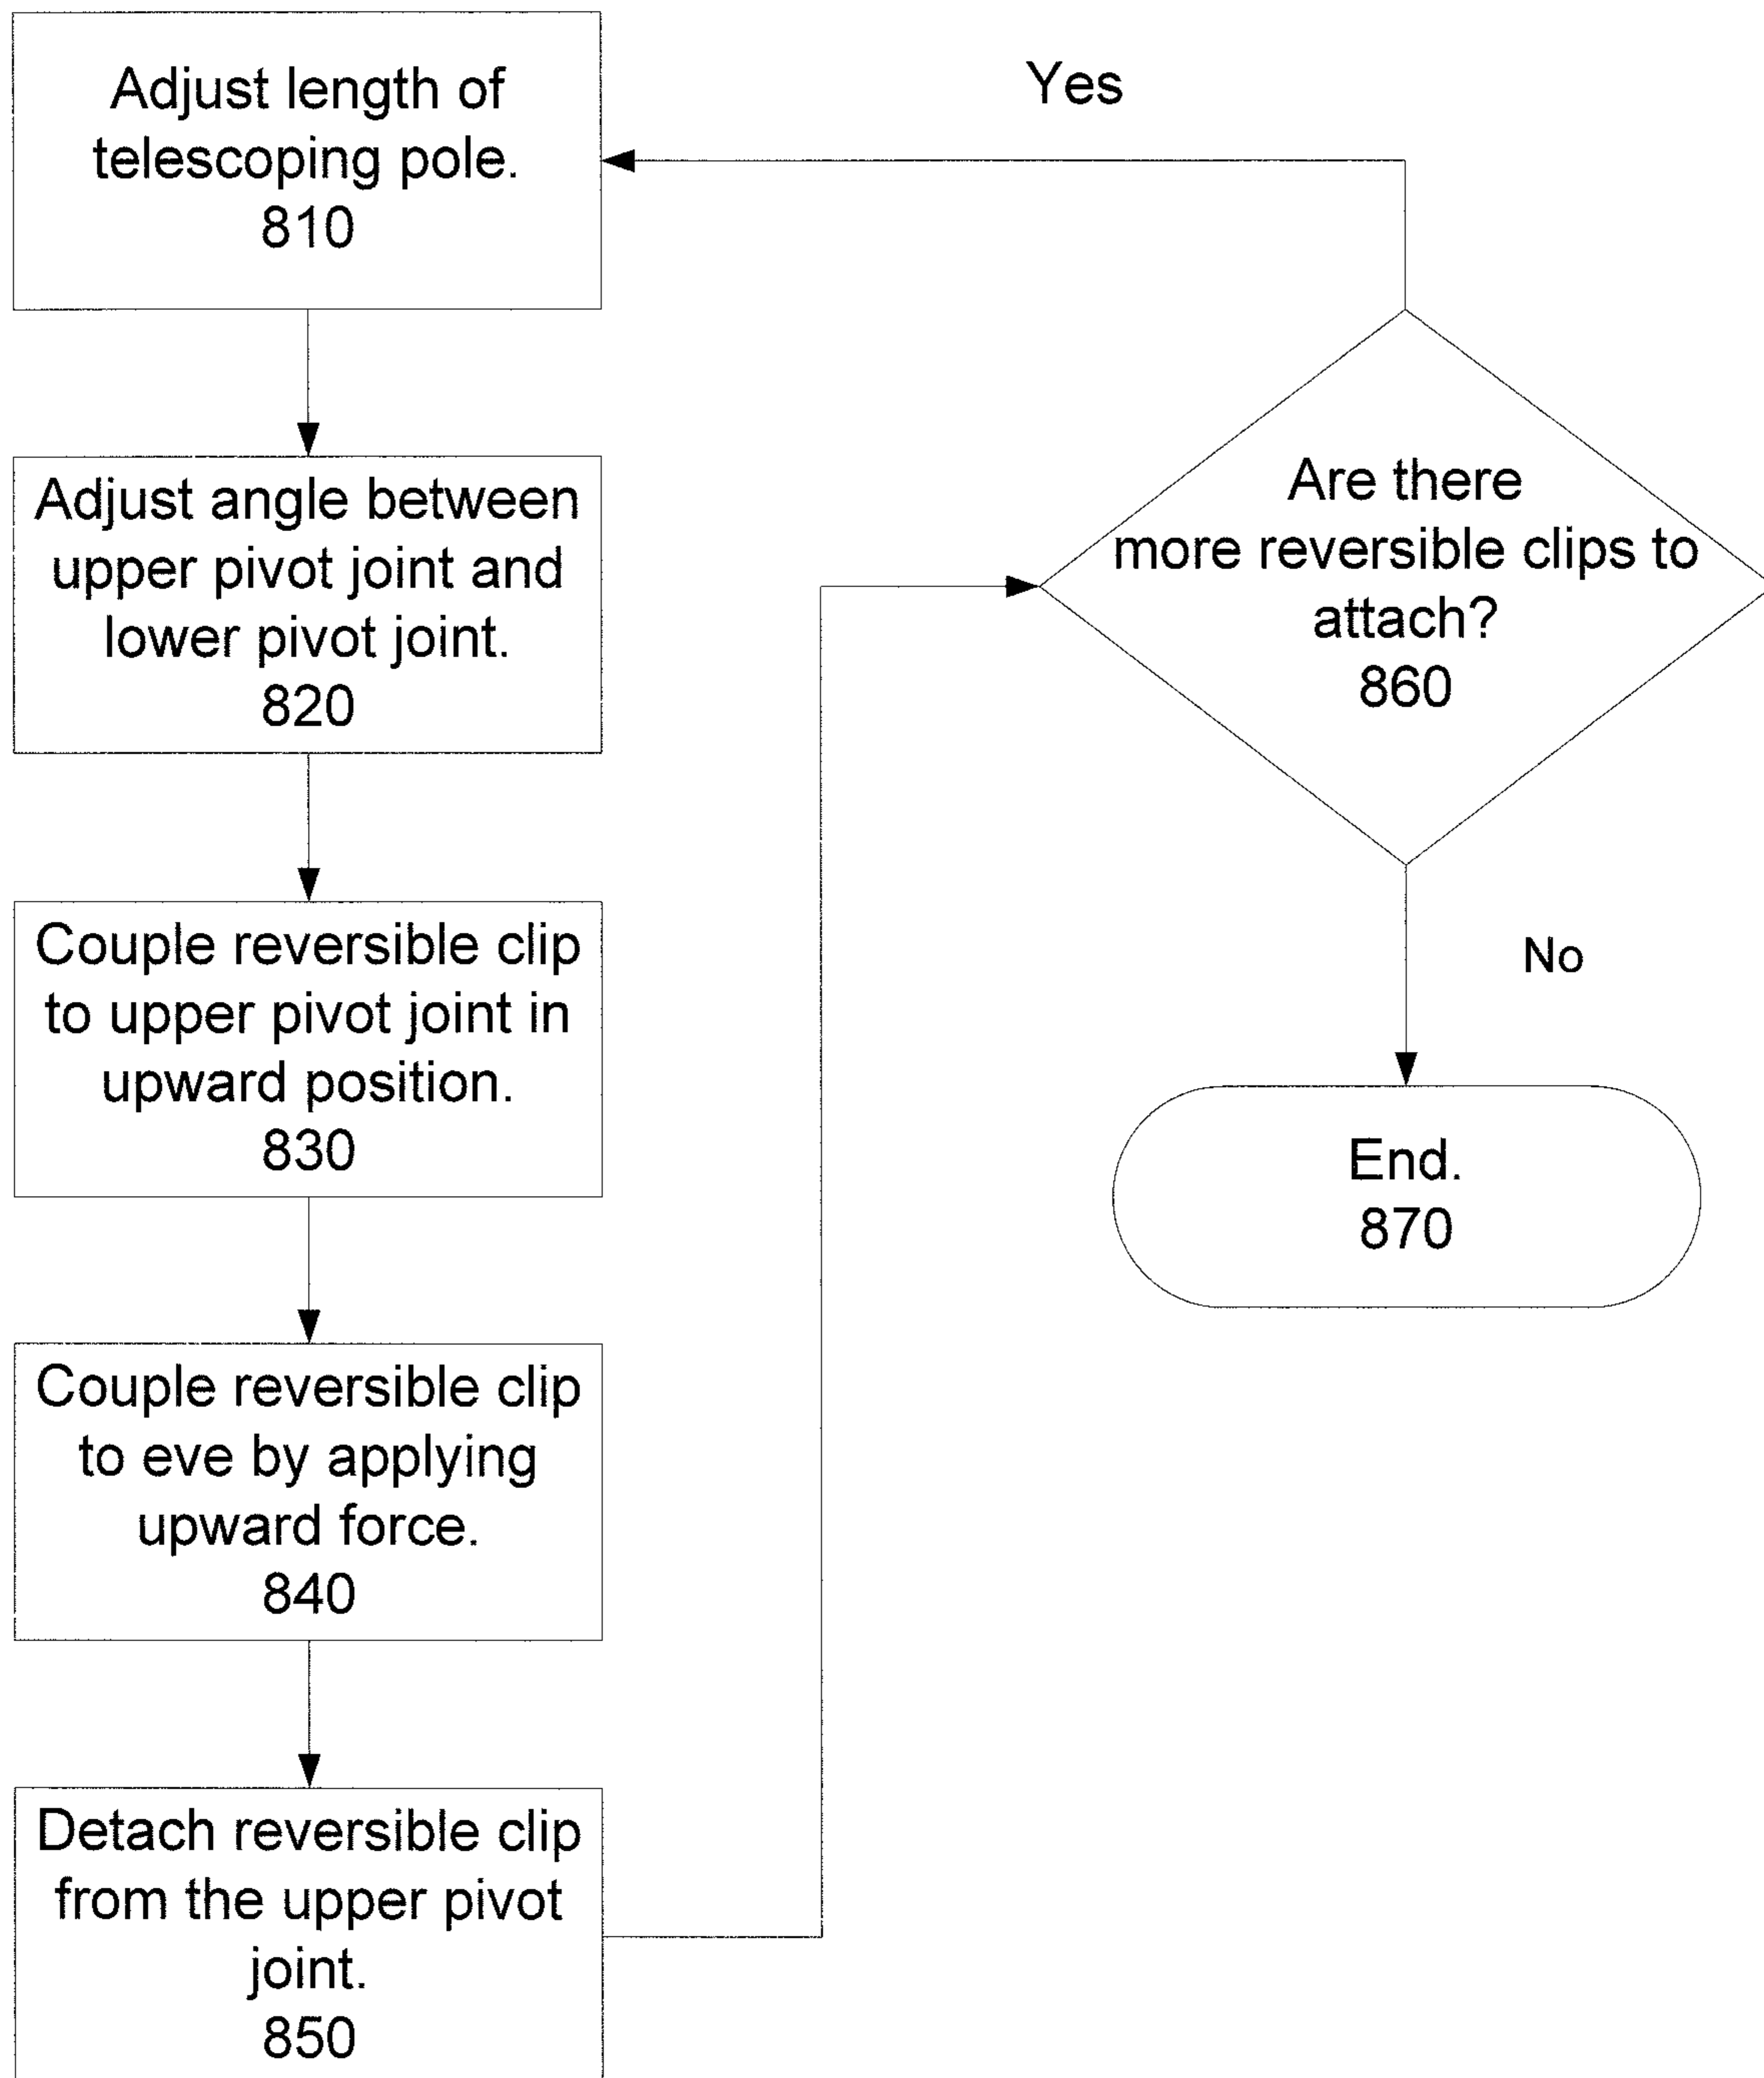 Adjust length of
telescoping pole.
810
Adjust angle between
upper pivot joint and
lower pivot joint.
820
Couple reversible clip
to upper pivot joint in
upward position.
830
Couple reversible clip
to eve by applying
upward force.
840
Detach reversible clip
from the upper pivot
joint.
850
Yes
Are there
more reversible clips to
attach?
860
No
End.
870